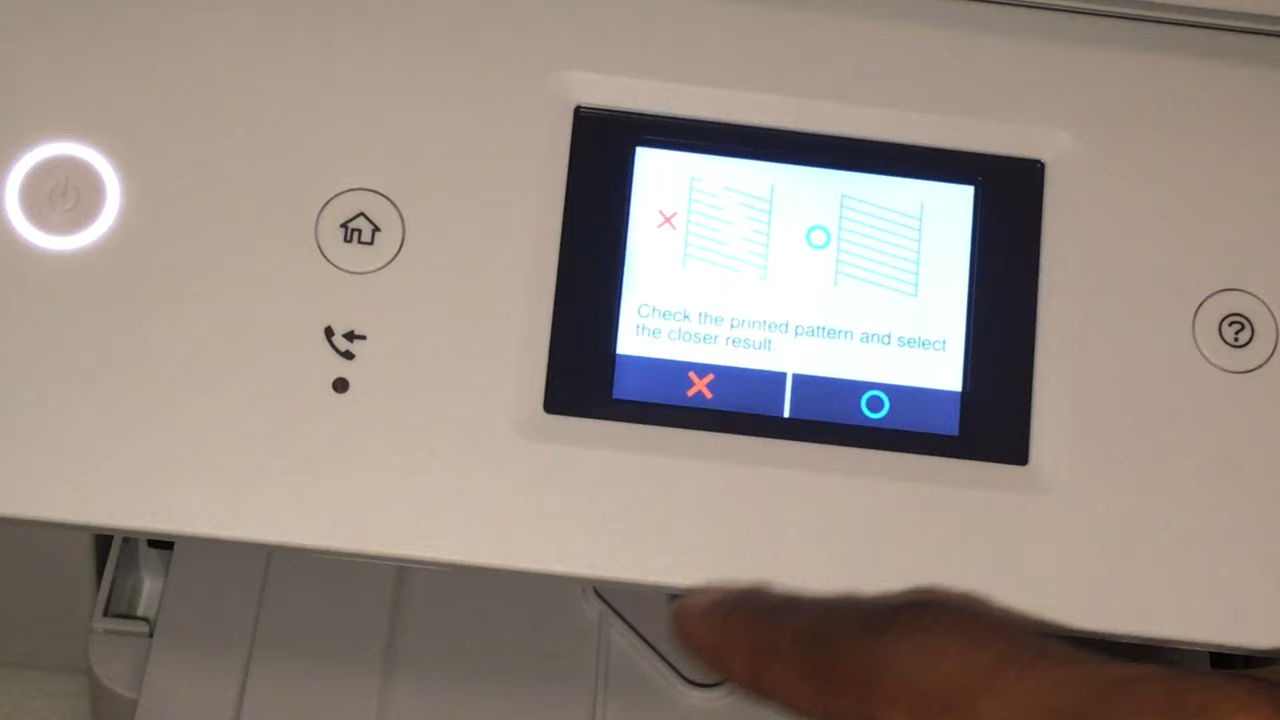 Check the printed pattern and select
the closer result.